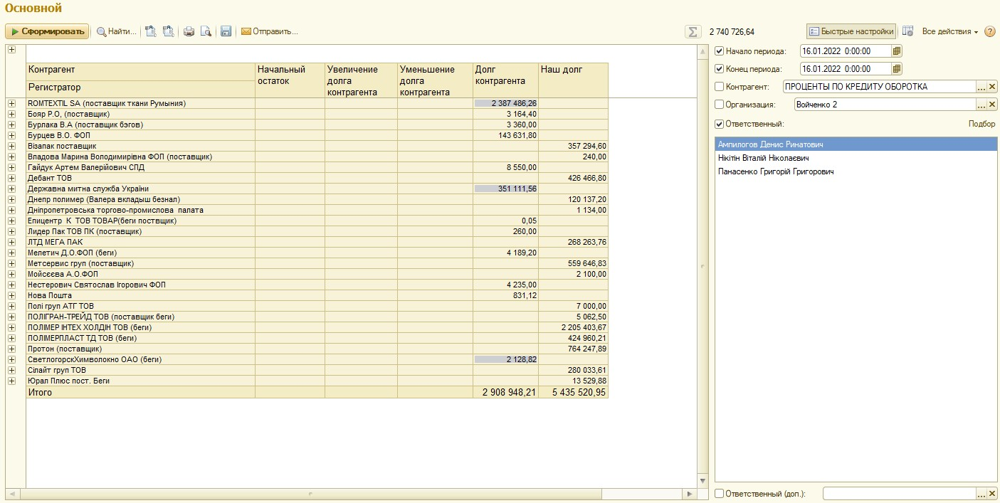 Основной
Сформировать Найти... Отправить... Σ 2 740 726,64 Быстрые настройки Все действия
Контрагент Начальный остаток Увеличение долга контрагента Уменьшение долга контрагента Долг контрагента Наш долг
Регистратор
ROMTEXTIL SA (поставщик ткани Румыния) 2 387 486,26
Бояр Р.О, (поставщик) 3 164,40
Бурлака В.А (поставщик бэгов) 3 360,00
Бурцев В.О. ФОП 143 631,80
Візапак поставщик 357 294,60
Владова Марина Володимирівна ФОП (поставщик) 240,00
Гайдук Артем Валерійович СПД 8 550,00
Дебант ТОВ 426 466,80
Державна митна служба України 351 111,56
Днепр полимер (Валера вкладыш безнал) 120 137,20
Дніпропетровська торгово-промислова палата 1 134,00
Епицентр К ТОВ ТОВАР(беги поствщик) 0,05
Лидер Пак ТОВ ПК (поставщик) 260,00
ЛТД МЕГА ПАК 268 263,76
Мелетич Д.О.ФОП (беги) 4 189,20
Метсервис груп (поставщик) 559 646,83
Мойсєєва А.О.ФОП 2 100,00
Нестерович Святослав Ігорович ФОП 4 235,00
Нова Пошта 831,12
Полі груп АТГ ТОВ 7 000,00
ПОЛІГРАН-ТРЕЙД ТОВ (поставщик беги) 5 062,50
ПОЛІМЕР ІНТЕХ ХОЛДІН ТОВ (беги) 2 205 403,67
ПОЛІМЕРПЛАСТ ТД ТОВ (беги) 424 960,21
Протон (поставщик) 764 247,89
СветлогорскХимволокно ОАО (беги) 2 128,82
Сілайт груп ТОВ 280 033,61
Юрал Плюс пост. Беги 13 529,88
Итого 2 908 948,21 5 435 520,95
Начало периода: 16.01.2022 0:00:00
Конец периода: 16.01.2022 0:00:00
Контрагент: ПРОЦЕНТЫ ПО КРЕДИТУ ОБОРОТКА ...
Организация: Войченко 2 ...
Ответственный: Подбор
Ампилогов Денис Ринатович
Нікітін Віталій Ніколаєвич
Панасенко Григорій Григорович
Ответственный (доп.): ...